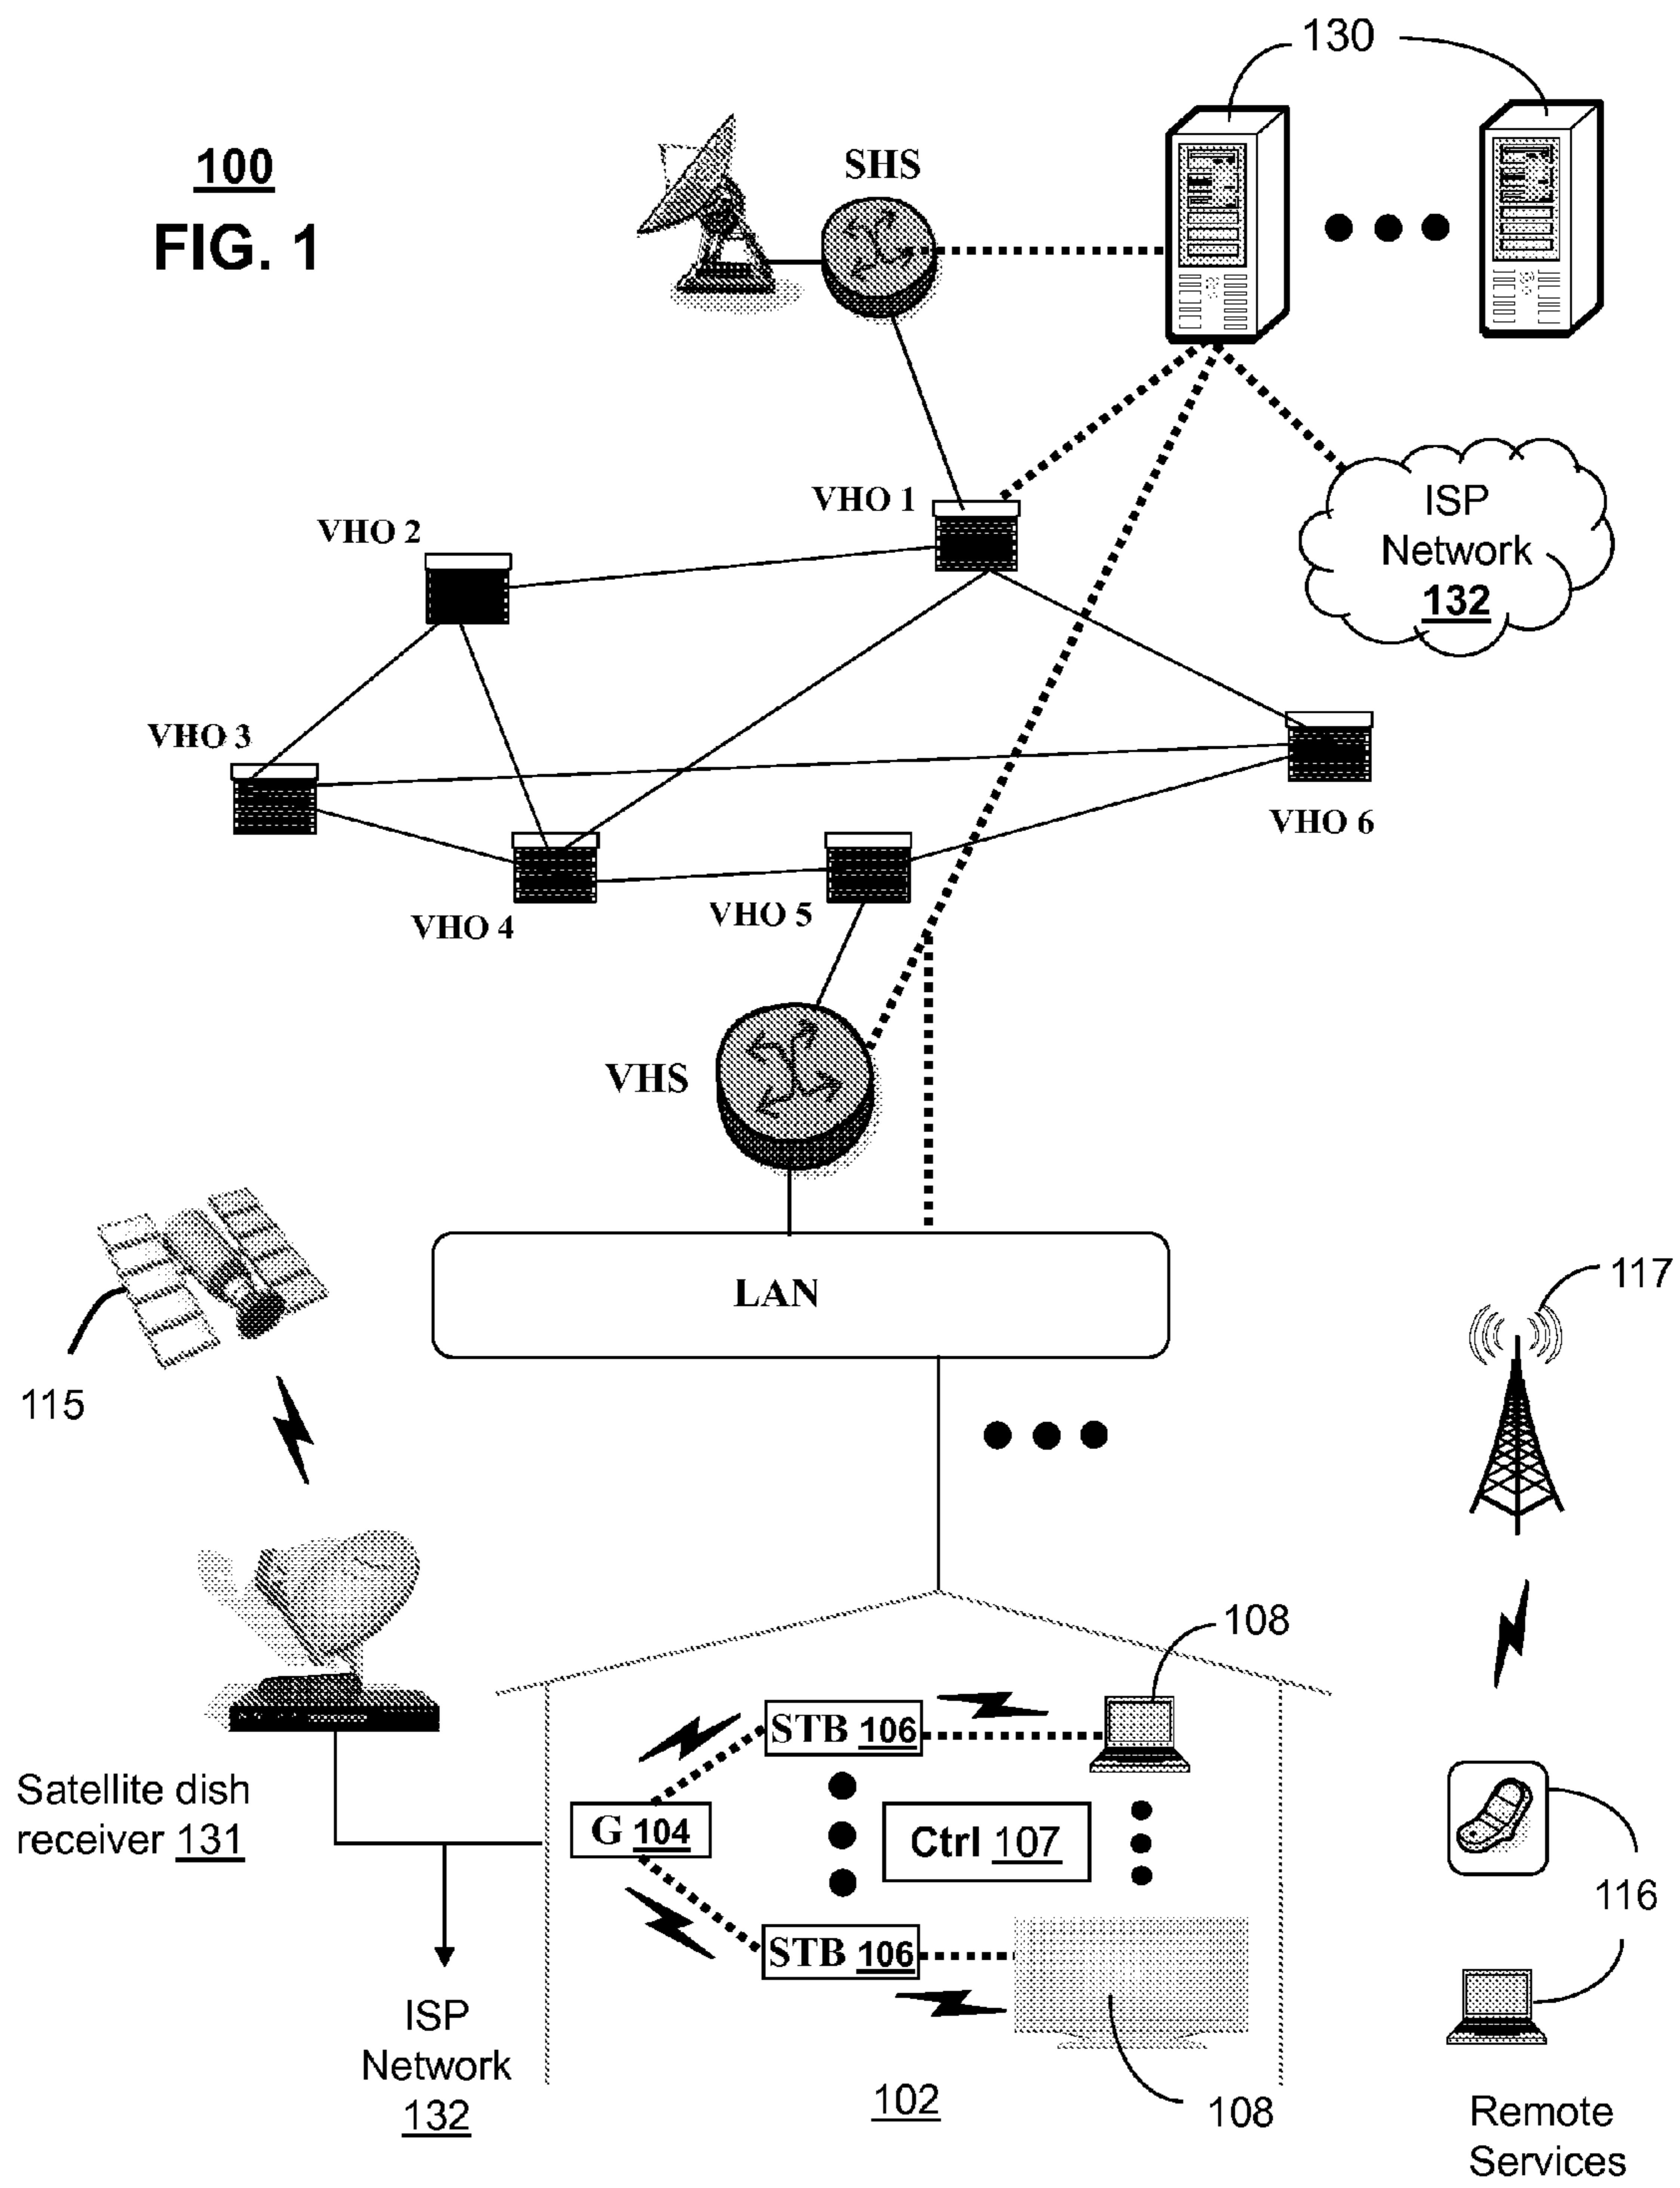 130
100
FIG. 1
SHS
ISP
Network
132
VHO 1
VHO 2
VHO 3
VHO 6
VHO 4
VHO 5
VHS
LAN
115
117
108
STB 106
Satellite dish
receiver 131
G 104
Ctrl 107
116
STB 106
ISP
Network
132
102
108
Remote
Services